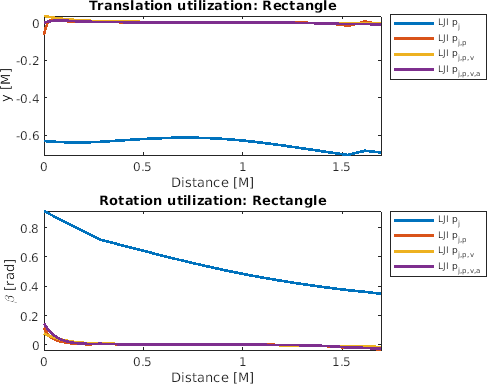 Translation utilization: Rectangle
0
-0.2
-0.4
-0.6
y [M]
0
0.5
1
1.5
Distance [M]
LJI p_j
LJI p_j,p
LJI p_j,p,v
LJI p_j,p,v,a
Rotation utilization: Rectangle
0.8
0.6
0.4
0.2
0
β [rad]
0
0.5
1
1.5
Distance [M]
LJI p_j
LJI p_j,p
LJI p_j,p,v
LJI p_j,p,v,a